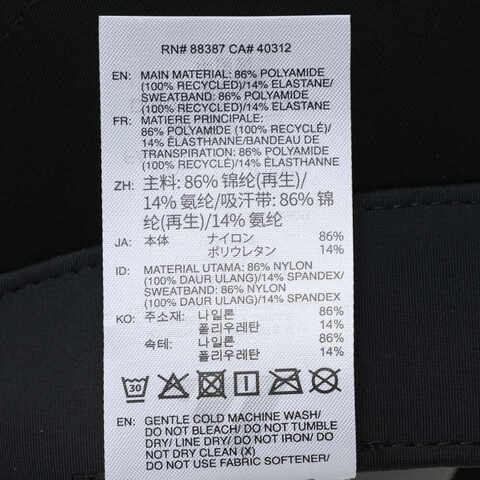 RN# 88387 CA# 40312
EN: MAIN MATERIAL: 86% POLYAMIDE
(100% RECYCLED)/14% ELASTANE/
SWEATBAND: 86% POLYAMIDE
(100% RECYCLED)/14% ELASTANE
FR: MATIERE PRINCIPALE:
86% POLYAMIDE (100% RECYCLÉ)/
14% ÉLASTHANNE/BANDEAU DE
TRANSPIRATION: 86% POLYAMIDE
(100% RECYCLÉ)/14% ÉLASTHANNE
ZH: 主料: 86% 锦纶(再生)/
14% 氨纶/吸汗带: 86% 锦
纶(再生)/14% 氨纶
JA: 本体 ナイロン 86%
ポリウレタン 14%
ID: MATERIAL UTAMA: 86% NYLON
(100% DAUR ULANG)/14% SPANDEX/
SWEATBAND: 86% NYLON
(100% DAUR ULANG)/14% SPANDEX
KO: 주소재: 나일론 86%
폴리우레탄 14%
속테: 나일론 86%
폴리우레탄 14%
30
EN: GENTLE COLD MACHINE WASH/
DO NOT BLEACH/DO NOT TUMBLE
DRY/ LINE DRY/ DO NOT IRON/ DO
NOT DRY CLEAN (X)
DO NOT USE FABRIC SOFTENER/